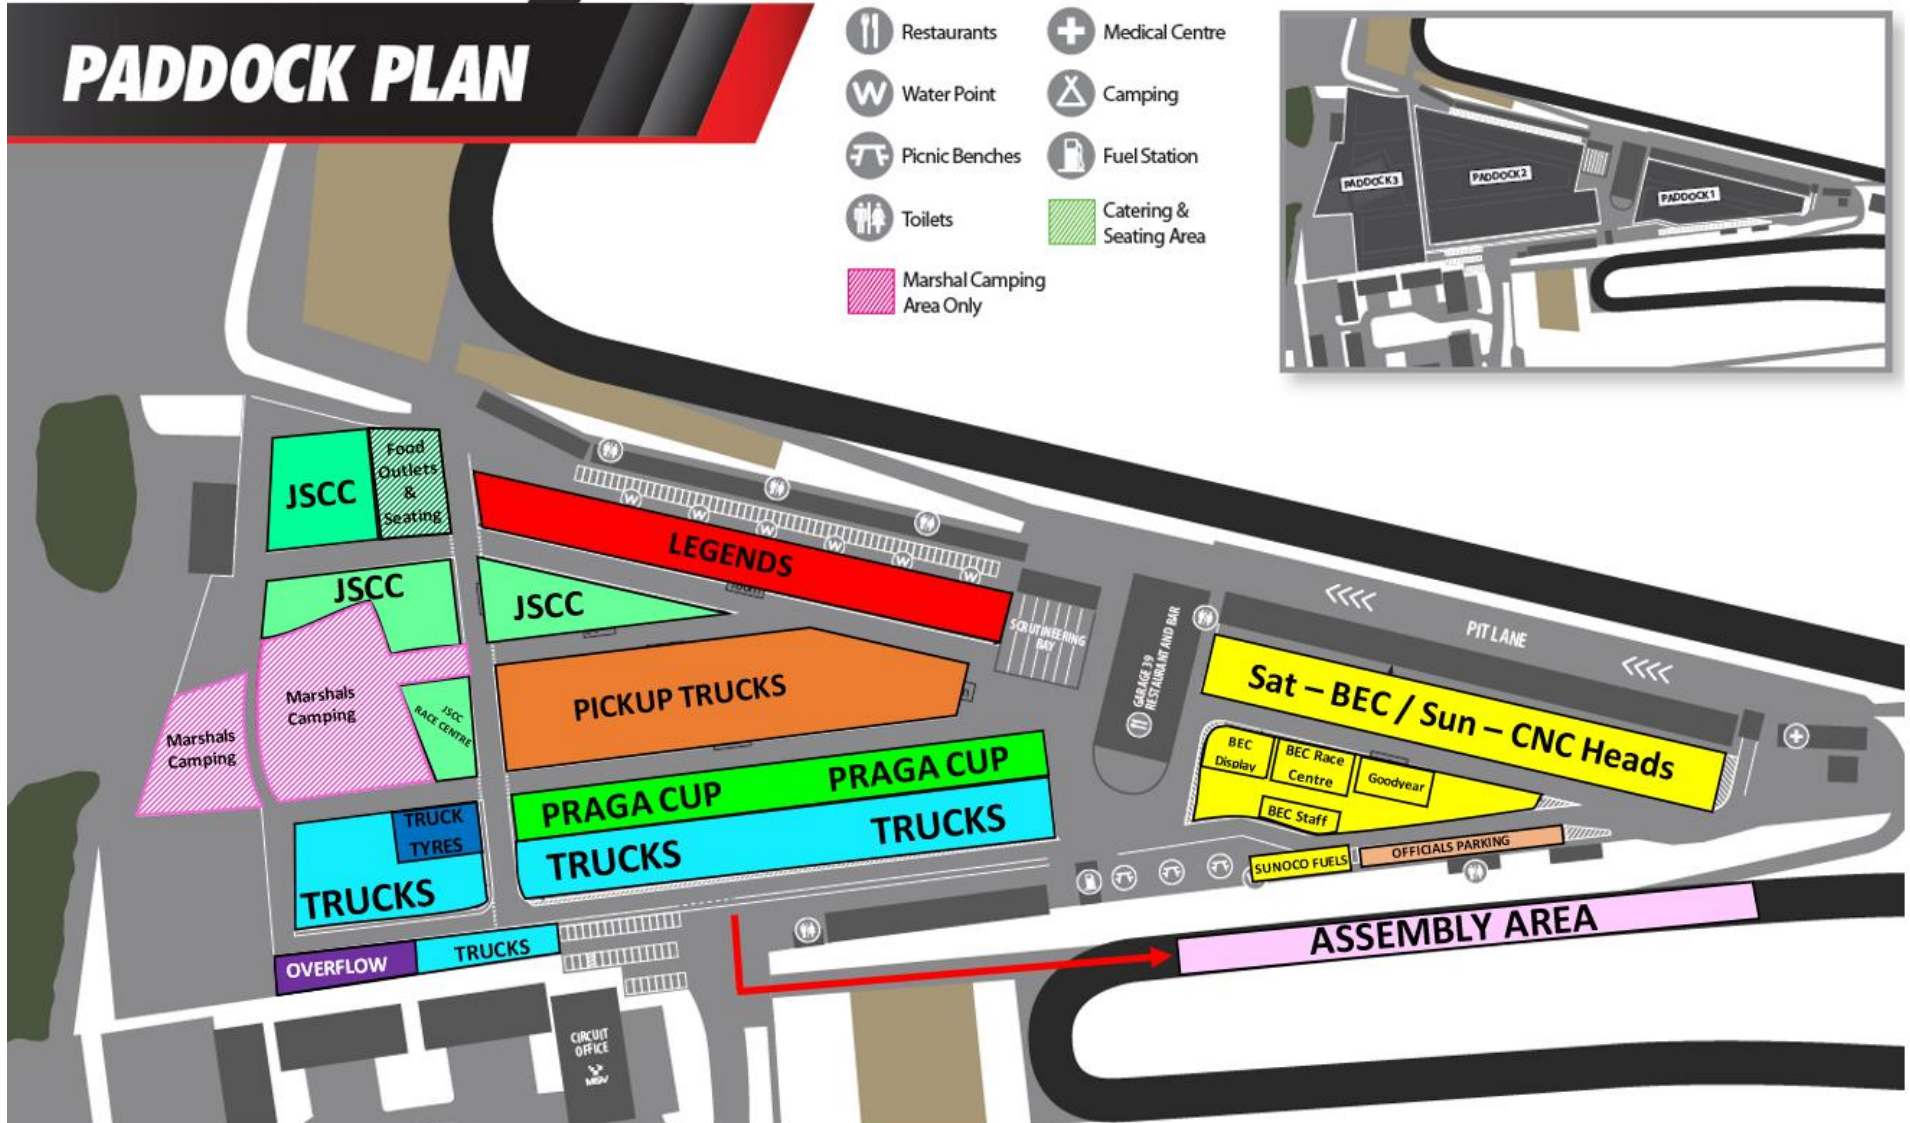 PADDOCK PLAN
Restaurants
Medical Centre
Water Point
Camping
Picnic Benches
Fuel Station
Toilets
Catering &
Seating Area
Marshal Camping
Area Only
PADDOCK 3
PADDOCK 2
PADDOCK 1
JSCC
Food
Outlets
&
Seating
LEGENDS
JSCC
JSCC
SCRUTINEERING
BAY
GARAGE 39
RESTAURANT AND BAR
PIT LANE
Sat – BEC / Sun – CNC Heads
PICKUP TRUCKS
Marshals
Camping
JSCC
RACE CENTRE
Marshals
Camping
BEC
Display
BEC Race
Centre
Goodyear
BEC Staff
PRAGA CUP
PRAGA CUP
TRUCK
TYRES
TRUCKS
TRUCKS
TRUCKS
SUNOCO FUELS
OFFICIALS PARKING
OVERFLOW
TRUCKS
ASSEMBLY AREA
CIRCUIT
OFFICE
MSV
W
W
W
W
W
W
W